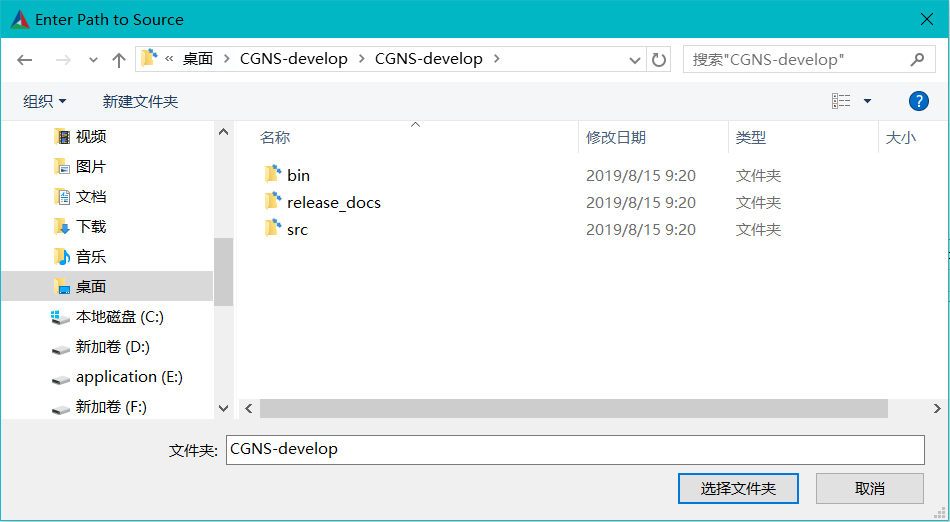 Enter Path to Source
« 桌面 > CGNS-develop > CGNS-develop >
搜索"CGNS-develop"
组织
新建文件夹
?
视频
图片
文档
下载
音乐
桌面
本地磁盘 (C:)
新加卷 (D:)
application (E:)
新加卷 (F:)
名称 修改日期 类型 大小
bin 2019/8/15 9:20 文件夹
release_docs 2019/8/15 9:20 文件夹
src 2019/8/15 9:20 文件夹
文件夹: CGNS-develop
选择文件夹 取消